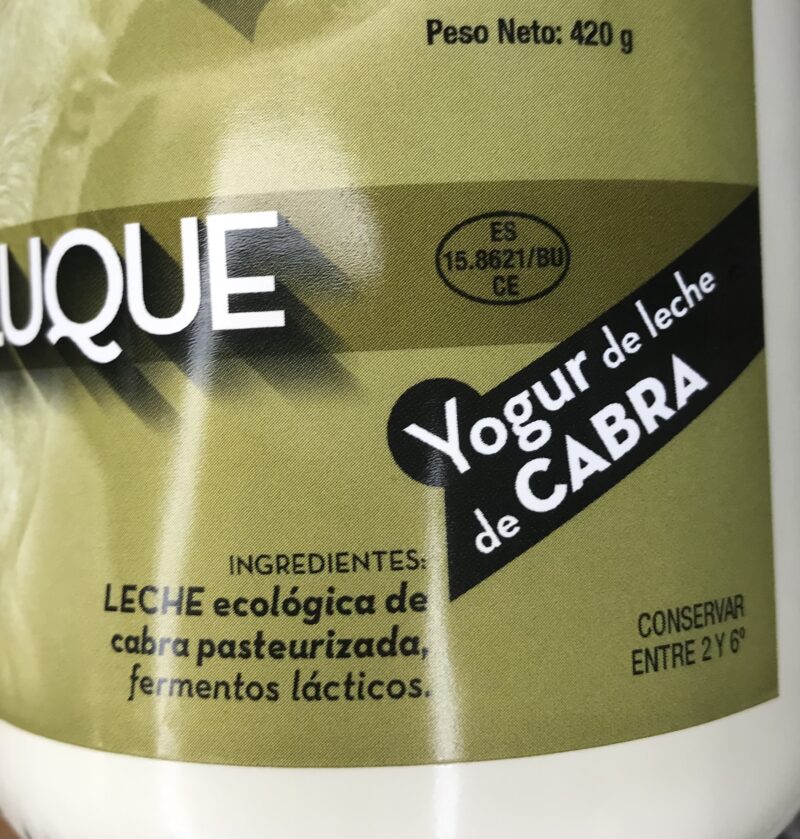 Peso Neto: 420 g
UQUE
ES
15.8621/BU
CE
Yogur de leche
de CABRA
INGREDIENTES:
LECHE ecológica de
cabra pasteurizada,
fermentos lácticos.
CONSERVAR
ENTRE 2 Y 6º